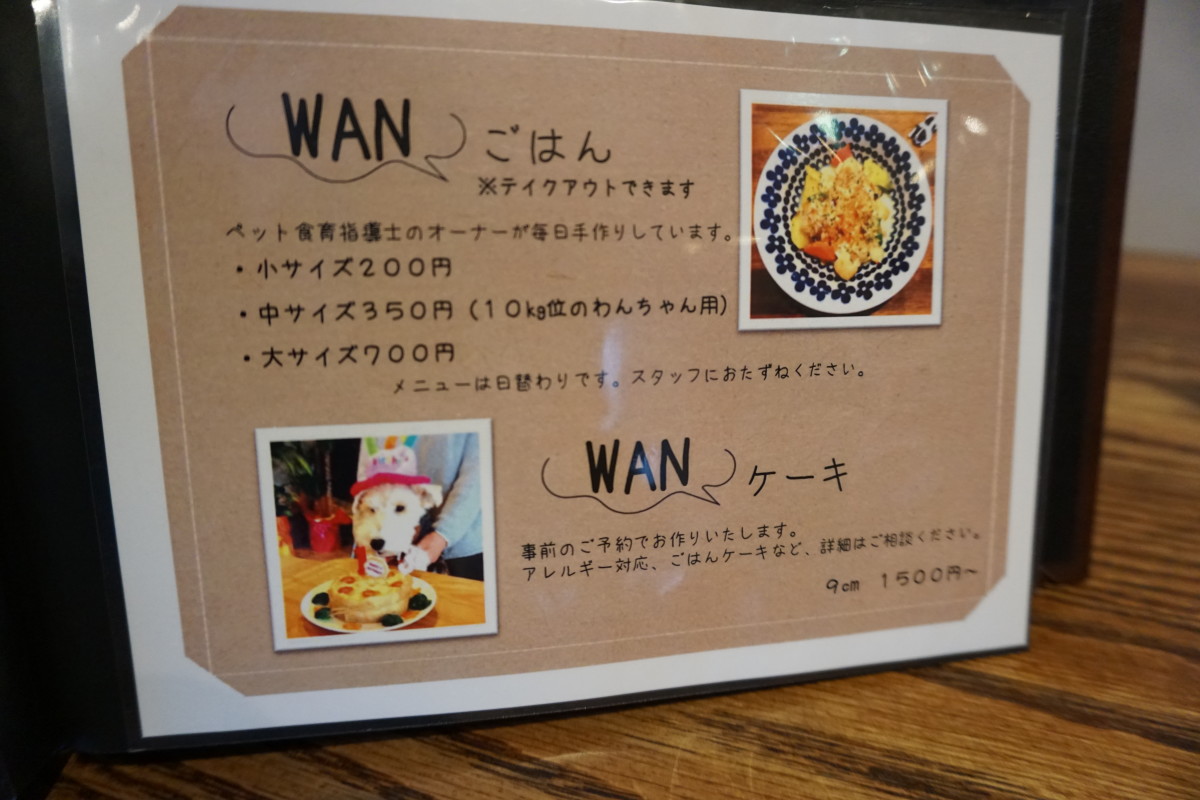 WAN ごはん
※テイクアウトできます
ペット食育指導士のオーナーが毎日手作りしています。
・小サイズ200円
・中サイズ350円(10kg位のわんちゃん用)
・大サイズ700円
メニューは日替わりです。スタッフにおたずねください。
WAN ケーキ
事前のご予約でお作りいたします。
アレルギー対応、ごはんケーキなど、詳細はご相談ください。
9cm 1500円~